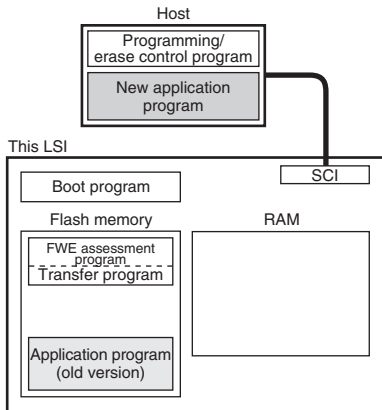 Host
Programming/
erase control program
New application
program
This LSI
SCI
Boot program
Flash memory
RAM
FWE assessment
program
Transfer program
Application program
(old version)